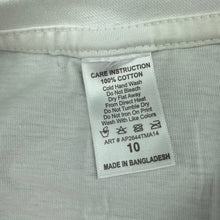 CARE INSTRUCTION
100% COTTON
Cold Hand Wash
Do Not Bleach
Dry Flat Away
From Direct Heat
Do Not Tumble Dry
Do Not Iron On Print
Wash With Like Colors
ART # AP2844TMA14
10
MADE IN BANGLADESH